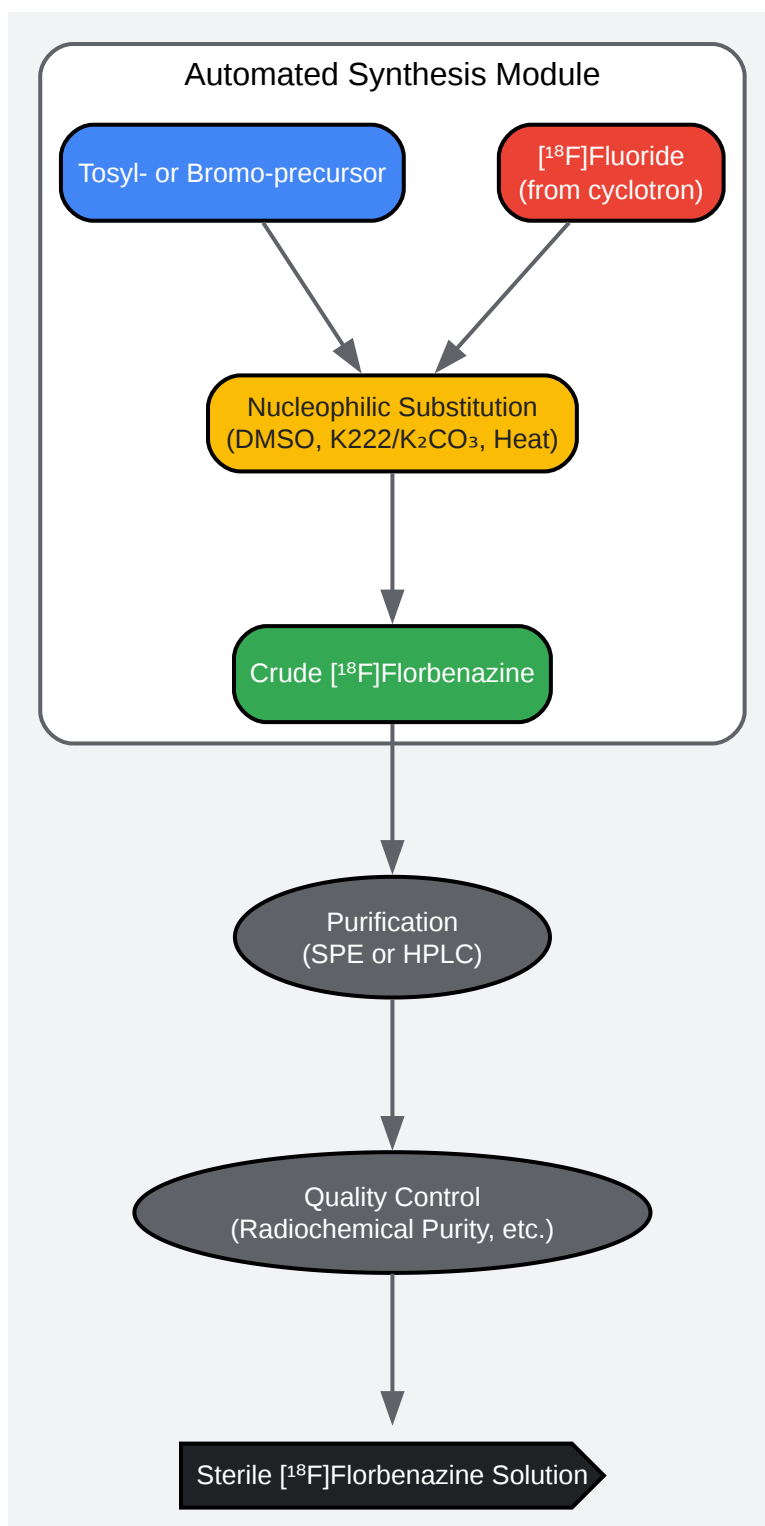 Automated Synthesis Module
Tosyl- or Bromo-precursor
[¹⁸F]Fluoride
(from cyclotron)
Nucleophilic Substitution
(DMSO, K222/K₂CO₃, Heat)
Crude [¹⁸F]Florbenazine
Purification
(SPE or HPLC)
Quality Control
(Radiochemical Purity, etc.)
Sterile [¹⁸F]Florbenazine Solution